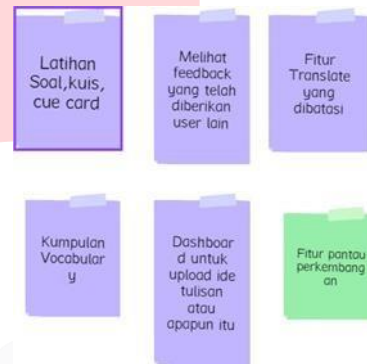 Latihan
Soal,kuis,
cue card
Melihat
feedback
yang telah
diberikan
user lain
Fitur
Translate
yang
dibatasi
Kumpulan
Vocabular
y
Dashboar
d untuk
upload ide
tulisan
atau
apapun itu
Fitur pantau
perkembang
an